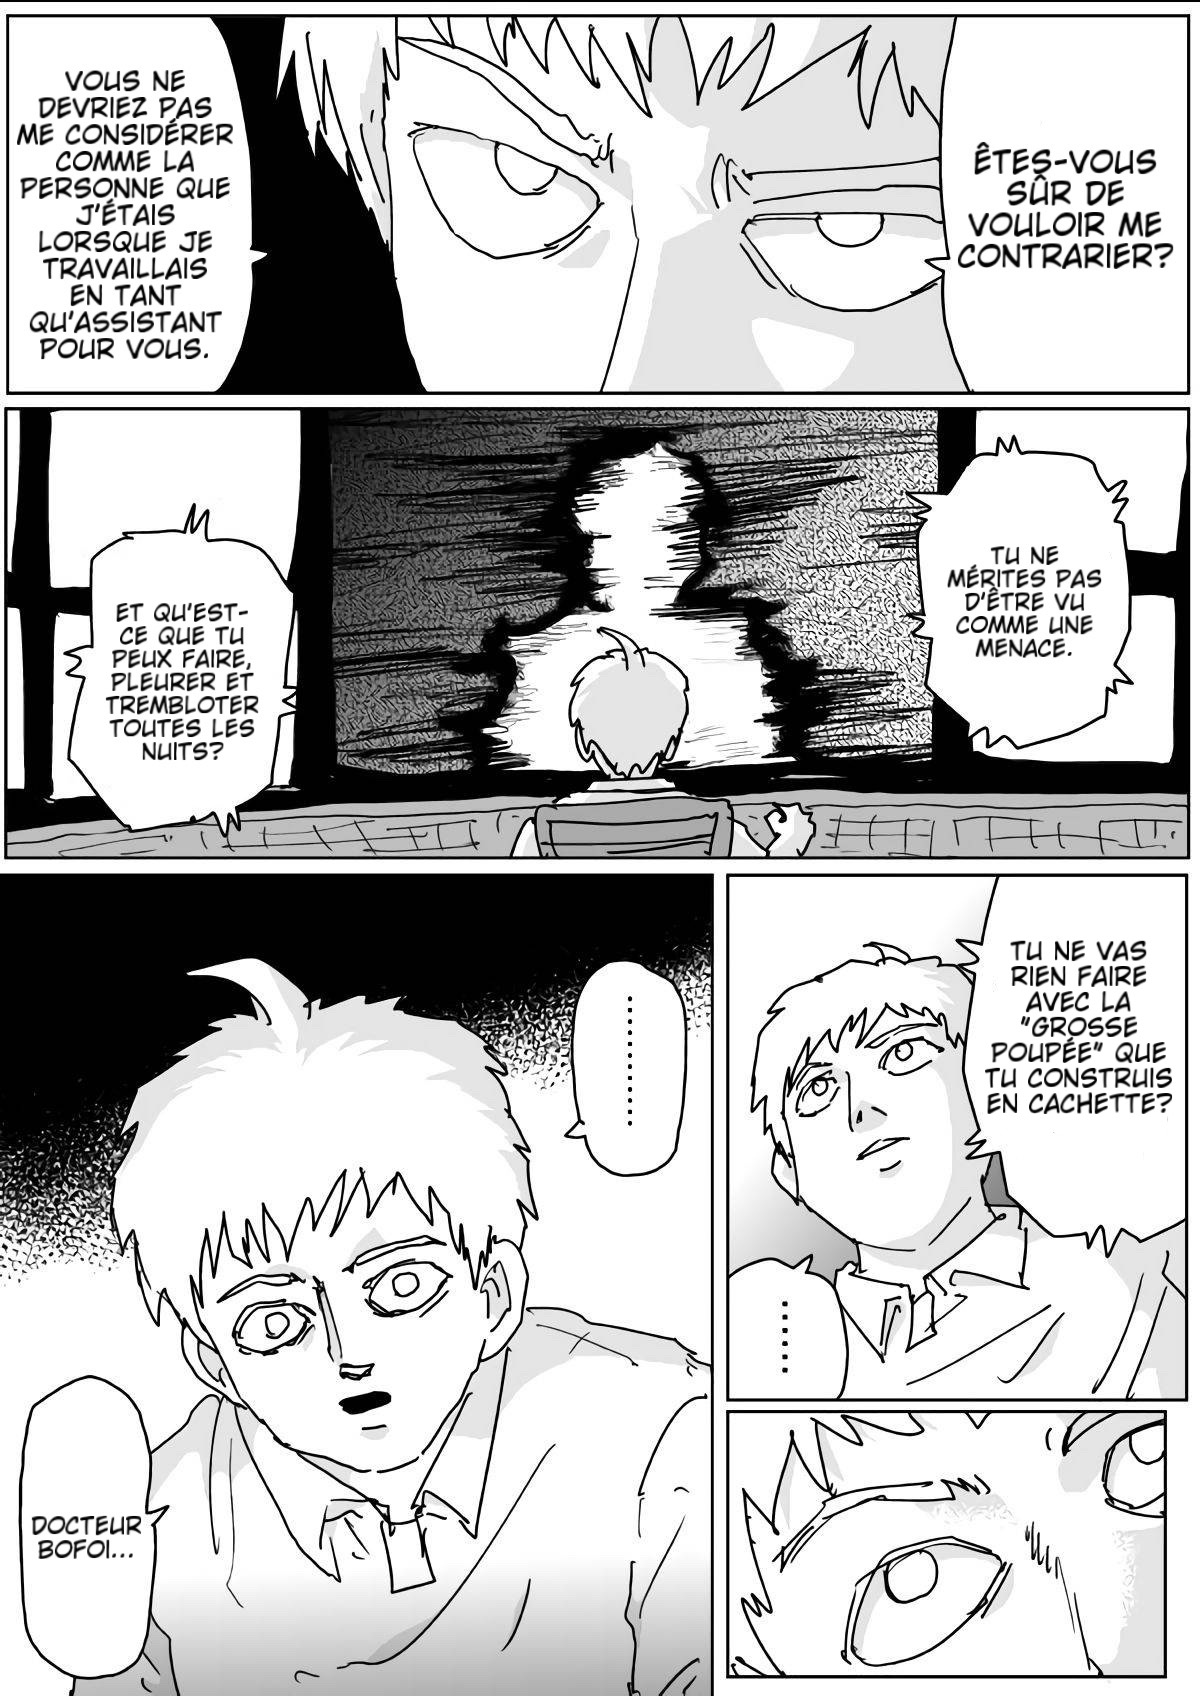 ÊTES-VOUS
SÛR DE
VOULOIR ME
CONTRARIER?
VOUS NE
DEVRIEZ PAS
ME CONSIDÉRER
COMME LA
PERSONNE QUE
J'ÉTAIS
LORSQUE JE
TRAVAILLAIS
EN TANT
QU'ASSISTANT
POUR VOUS.
TU NE
MÉRITES PAS
D'ÊTRE VU
COMME UNE
MENACE.
ET QU'EST-
CE QUE TU
PEUX FAIRE,
PLEURER ET
TREMBLOTER
TOUTES LES
NUITS?
TU NE VAS
RIEN FAIRE
AVEC LA
"GROSSE
POUPÉE" QUE
TU CONSTRUIS
EN CACHETTE?
......
..........
DOCTEUR
BOFOI...